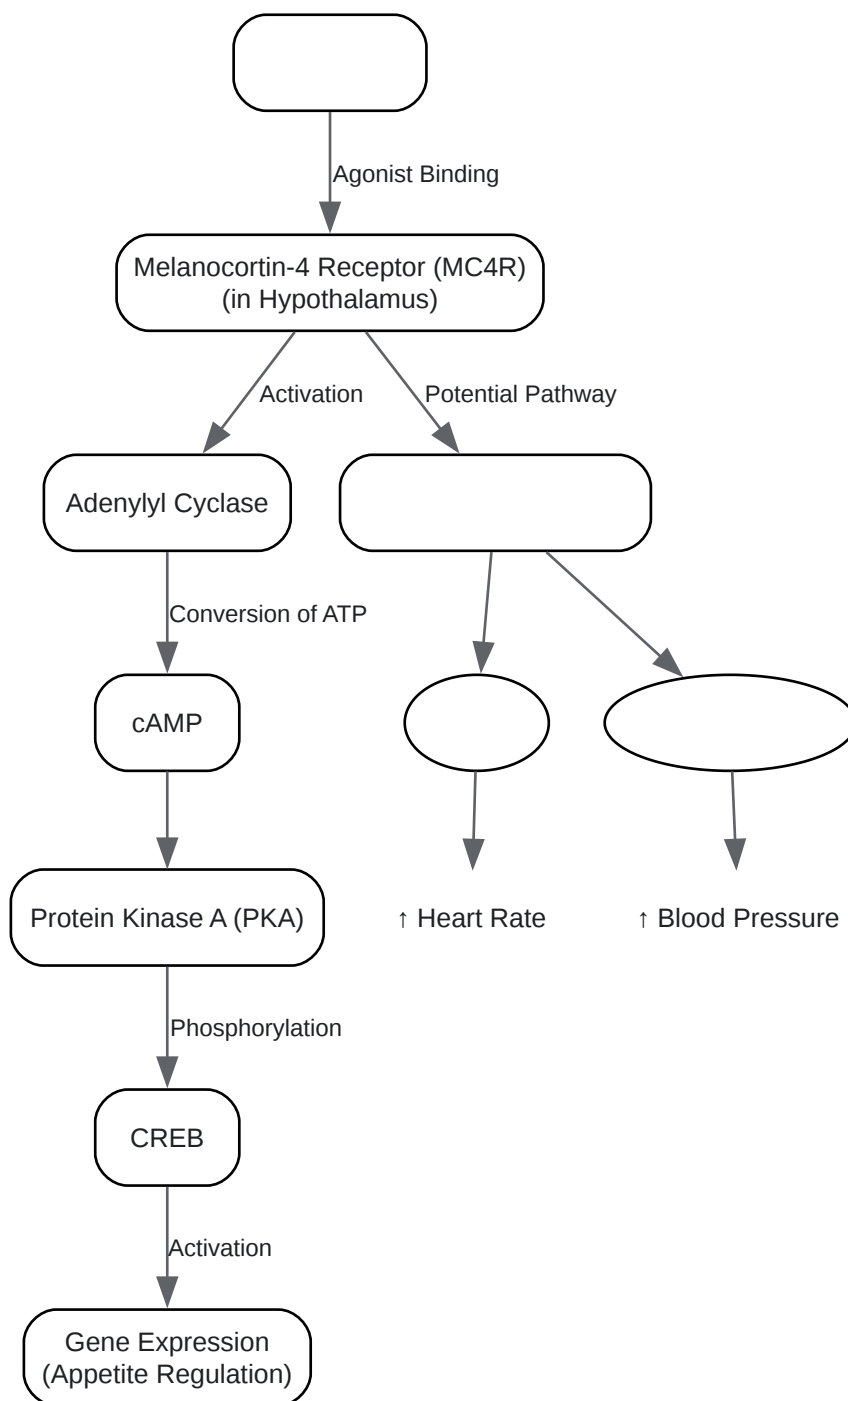 Agonist Binding
Melanocortin-4 Receptor (MC4R)
(in Hypothalamus)
Activation
Potential Pathway
Adenylyl Cyclase
Conversion of ATP
cAMP
Protein Kinase A (PKA)
↑ Heart Rate
↑ Blood Pressure
Phosphorylation
CREB
Activation
Gene Expression
(Appetite Regulation)